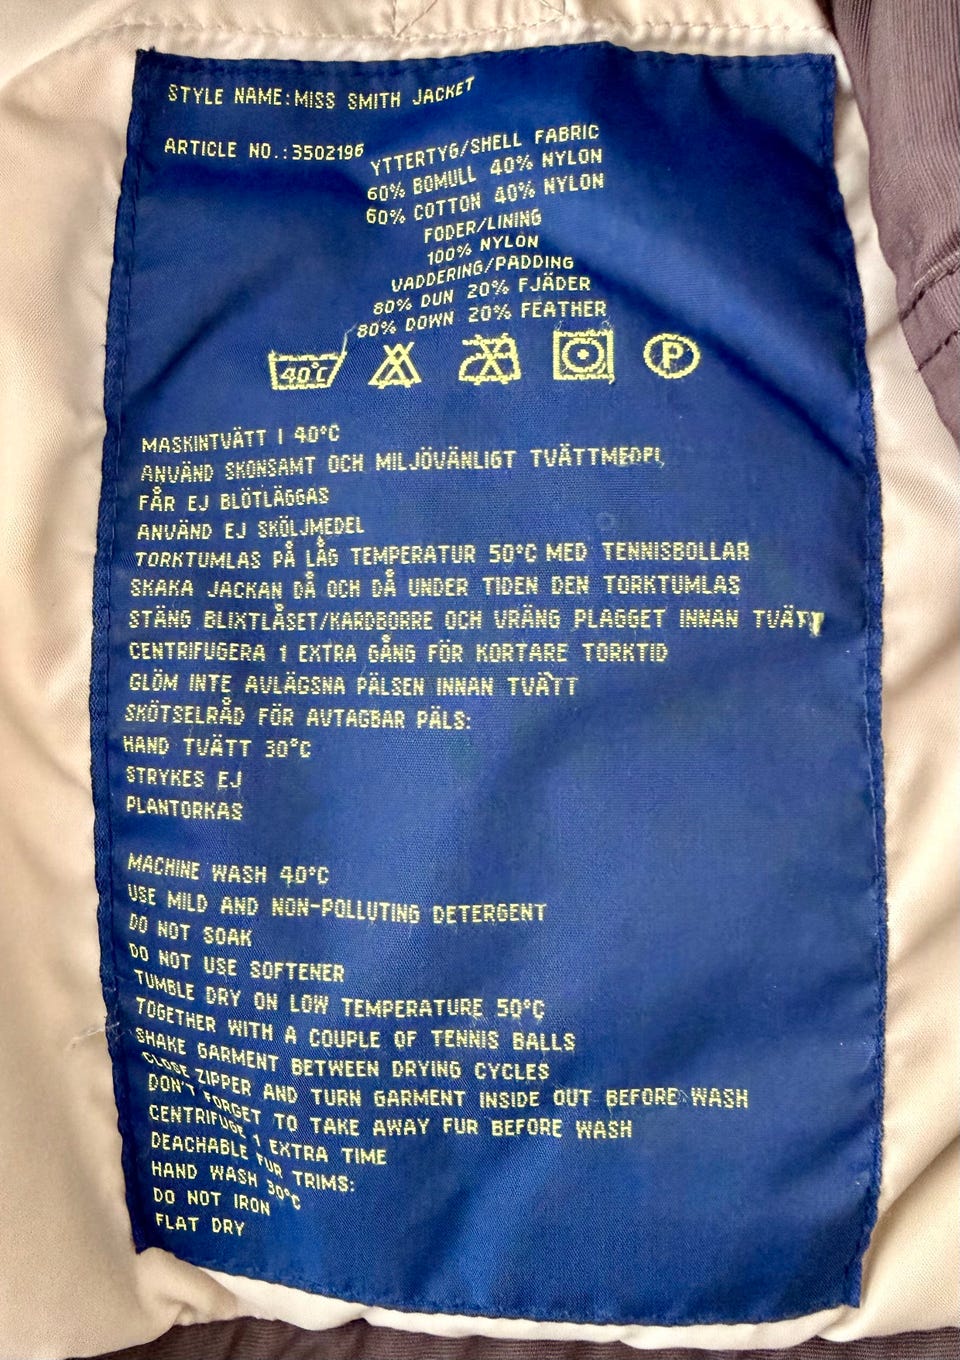 STYLE NAME:MISS SMITH JACKET
ARTICLE NO.:3502196
YTTERTYG/SHELL FABRIC
60% BOMULL 40% NYLON
60% COTTON 40% NYLON
FODER/LINING
100% NYLON
VADDERING/PADDING
80% DUN 20% FJÄDER
80% DOWN 20% FEATHER
40°C P
MASKINTVÄTT I 40°C
ANVÄND SKONSAMT OCH MILJÖVÄNLIGT TVÄTTMEDEL
FÅR EJ BLÖTLÄGGAS
ANVÄND EJ SKÖLJMEDEL
TORKTUMLAS PÅ LÅG TEMPERATUR 50°C MED TENNISBOLLAR
SKAKA JACKAN DÅ OCH DÅ UNDER TIDEN DEN TORKTUMLAS
STÄNG BLIXTLÅSET/KARDBORRE OCH VRÄNG PLAGGET INNAN TVÄTT
CENTRIFUGERA 1 EXTRA GÅNG FÖR KORTARE TORKTID
GLÖM INTE AVLÄGSNA PÄLSEN INNAN TVÄTT
SKÖTSELRÅD FÖR AVTAGBAR PÄLS:
HAND TVÄTT 30°C
STRYKES EJ
PLANTORKAS
MACHINE WASH 40°C
USE MILD AND NON-POLLUTING DETERGENT
DO NOT SOAK
DO NOT USE SOFTENER
TUMBLE DRY ON LOW TEMPERATURE 50°C
TOGETHER WITH A COUPLE OF TENNIS BALLS
SHAKE GARMENT BETWEEN DRYING CYCLES
CLOSE ZIPPER AND TURN GARMENT INSIDE OUT BEFORE WASH
DON'T FORGET TO TAKE AWAY FUR BEFORE WASH
CENTRIFUGE 1 EXTRA TIME
DEACHABLE FUR TRIMS:
HAND WASH 30°C
DO NOT IRON
FLAT DRY